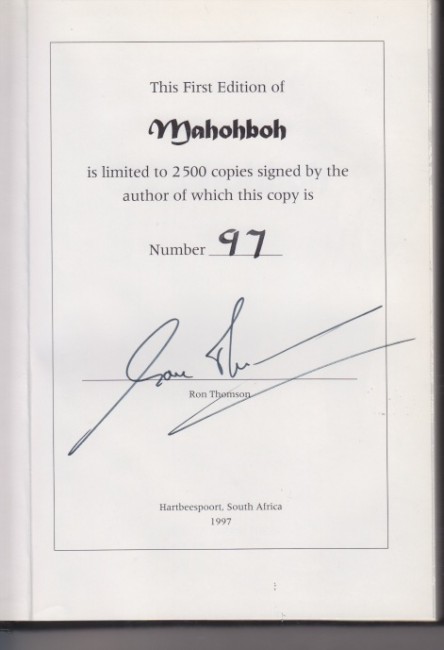 This First Edition of
Mahohboh
is limited to 2500 copies signed by the
author of which this copy is
Number 97
Ron Thomson
Hartbeespoort, South Africa
1997